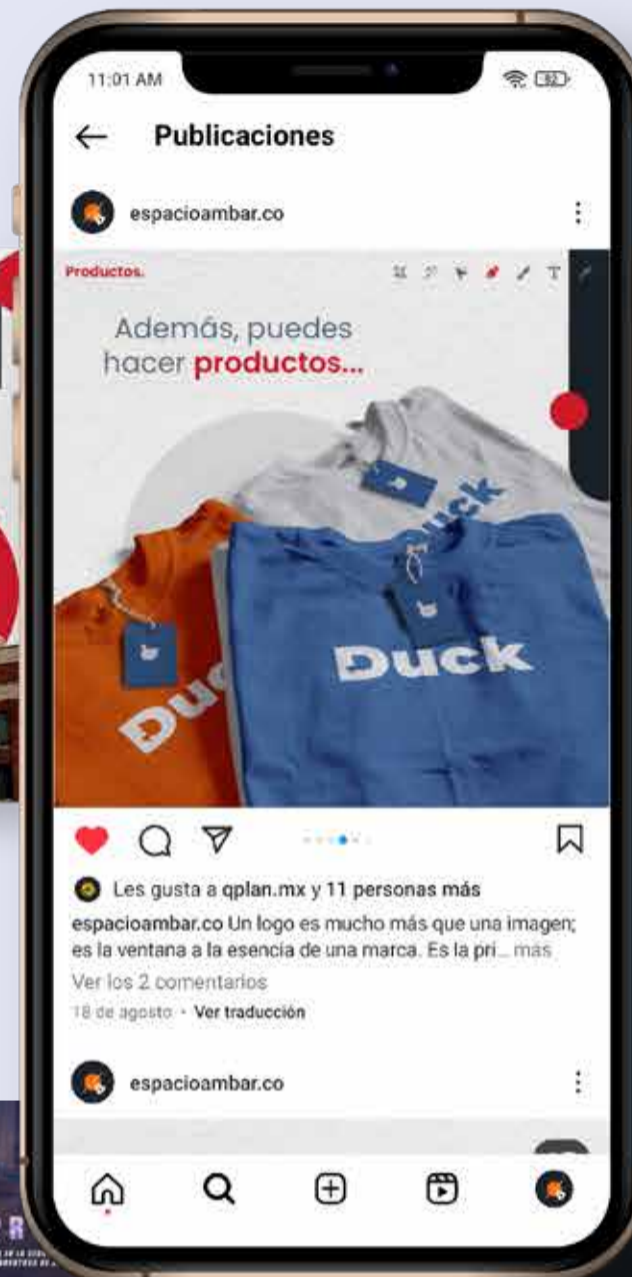 11:01 AM
82
Publicaciones
espacioambar.co
Productos.
T
Además, puedes
hacer productos...
Duck
Duck
Les gusta a qplan.mx y 11 personas más
espacioambar.co Un logo es mucho más que una imagen;
es la ventana a la esencia de una marca. Es la pri... más
Ver los 2 comentarios
18 de agosto · Ver traducción
espacioambar.co
R